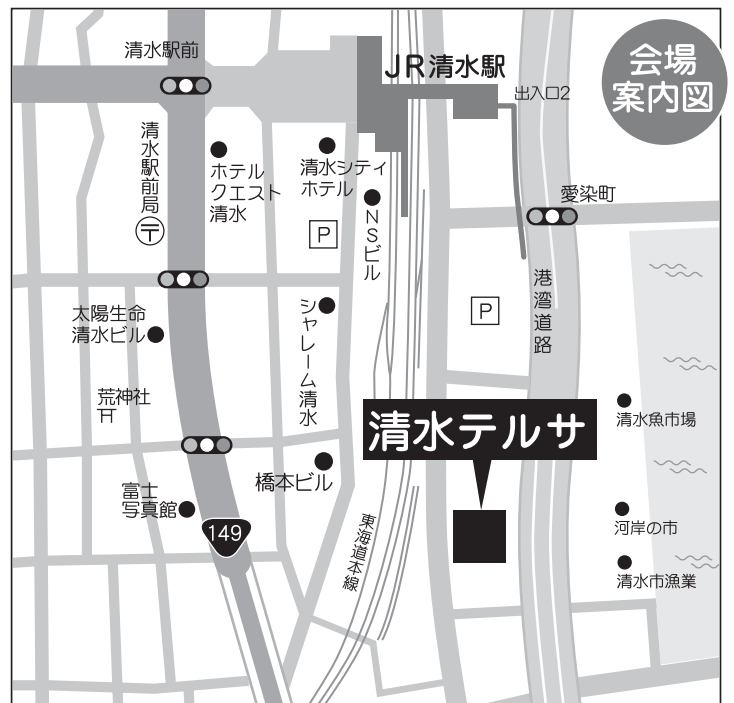 会場
案内図
清水駅前
JR清水駅
出入口2
清水駅前局
〒
ホテル
クエスト
清水
清水シティ
ホテル
NSビル
P
愛染町
港湾道路
P
太陽生命
清水ビル
シャレーム清水
荒神社
清水テルサ
清水魚市場
橋本ビル
富士
写真館
149
東海道本線
河岸の市
清水市漁業